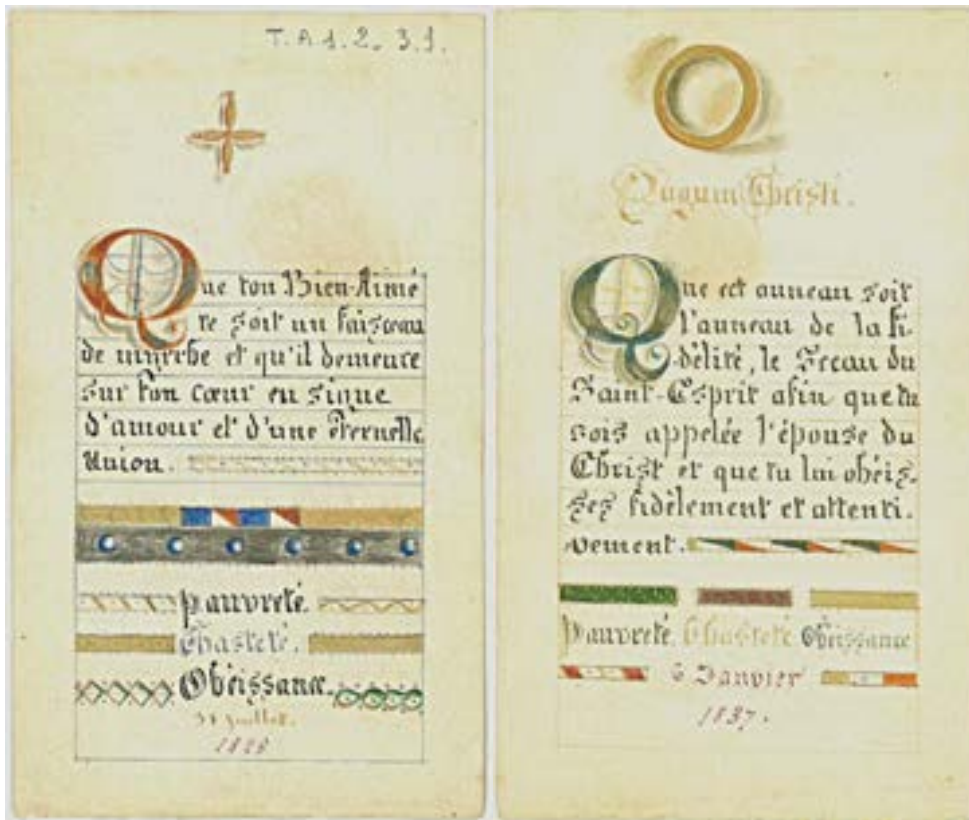 T.A 1. 2. 3.1.
Que ton Bien-Aimé
te soit un faisceau
de myrrhe et qu'il demeure
sur ton cœur en signe
d'amour et d'une éternelle
Union.
Pauvreté.
Chasteté.
Obéissance.
31 juillet.
Christi.
Que cet anneau soit
l'anneau de la fi-
délité, le Sceau du
Saint-Esprit afin que tu
sois appelée l'épouse du
Christ et que tu lui obéis-
ses fidèlement et attenti-
vement.
Pauvreté Chasteté Obéissance
6 Janvier
1837.